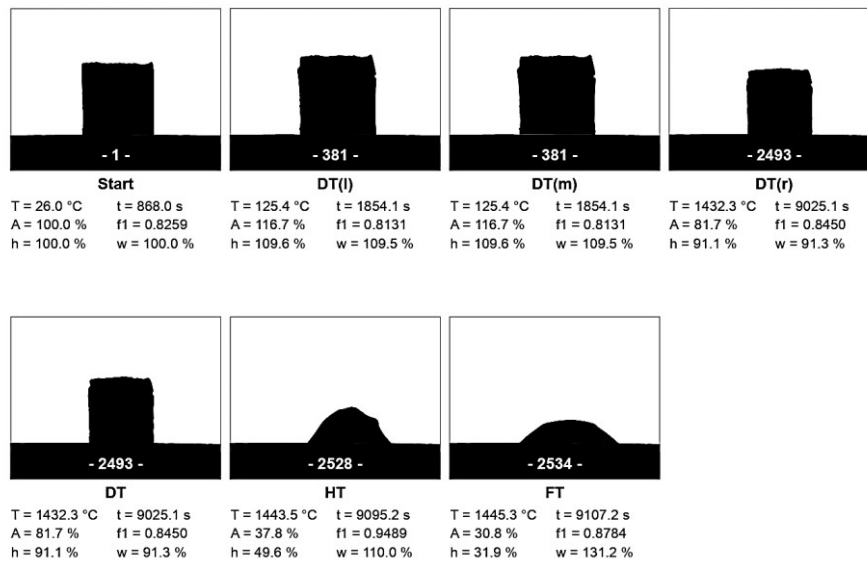 - 1 -
Start
T = 26.0 °C t = 868.0 s
A = 100.0 % f1 = 0.8259
h = 100.0 % w = 100.0 %
- 381 -
DT(l)
T = 125.4 °C t = 1854.1 s
A = 116.7 % f1 = 0.8131
h = 109.6 % w = 109.5 %
- 381 -
DT(m)
T = 125.4 °C t = 1854.1 s
A = 116.7 % f1 = 0.8131
h = 109.6 % w = 109.5 %
- 2493 -
DT(r)
T = 1432.3 °C t = 9025.1 s
A = 81.7 % f1 = 0.8450
h = 91.1 % w = 91.3 %
- 2493 -
DT
T = 1432.3 °C t = 9025.1 s
A = 81.7 % f1 = 0.8450
h = 91.1 % w = 91.3 %
- 2528 -
HT
T = 1443.5 °C t = 9095.2 s
A = 37.8 % f1 = 0.9489
h = 49.6 % w = 110.0 %
- 2534 -
FT
T = 1445.3 °C t = 9107.2 s
A = 30.8 % f1 = 0.8784
h = 31.9 % w = 131.2 %